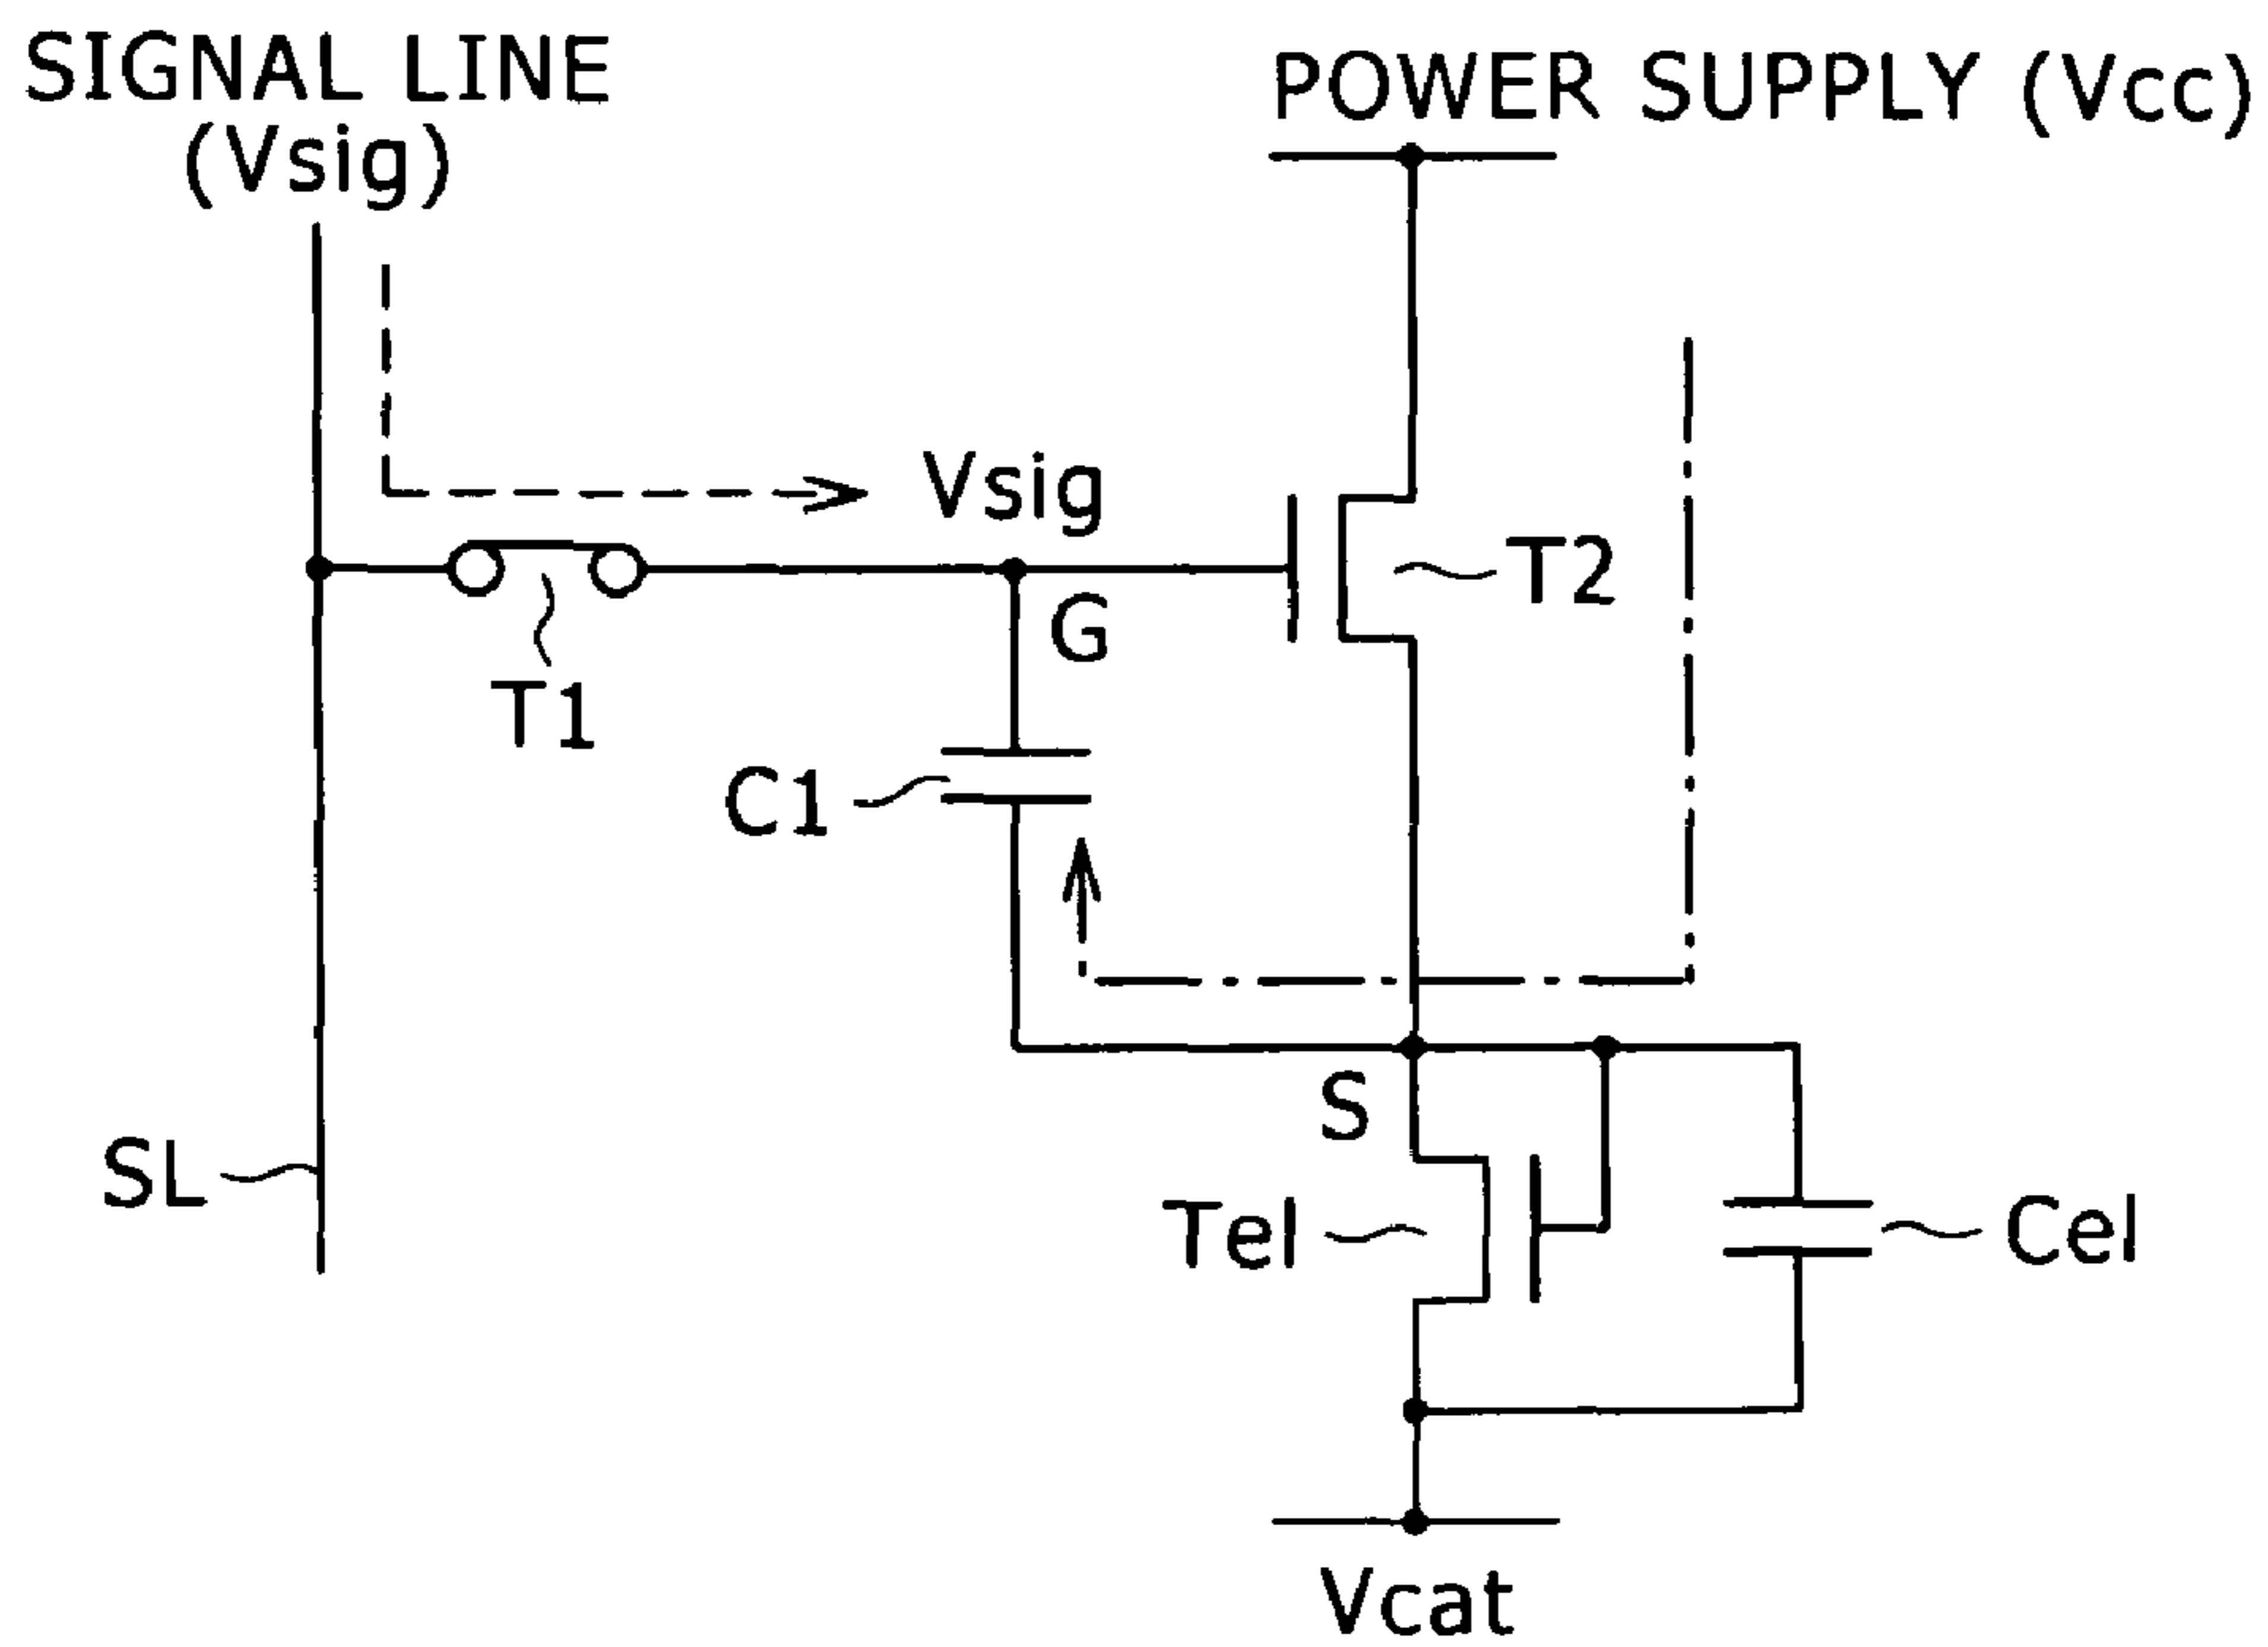 SIGNAL LINE
(Vsig)
POWER SUPPLY (Vcc)
Vsig
T2
G
T1
C1
S
SL
Tel
Cel
Vcat